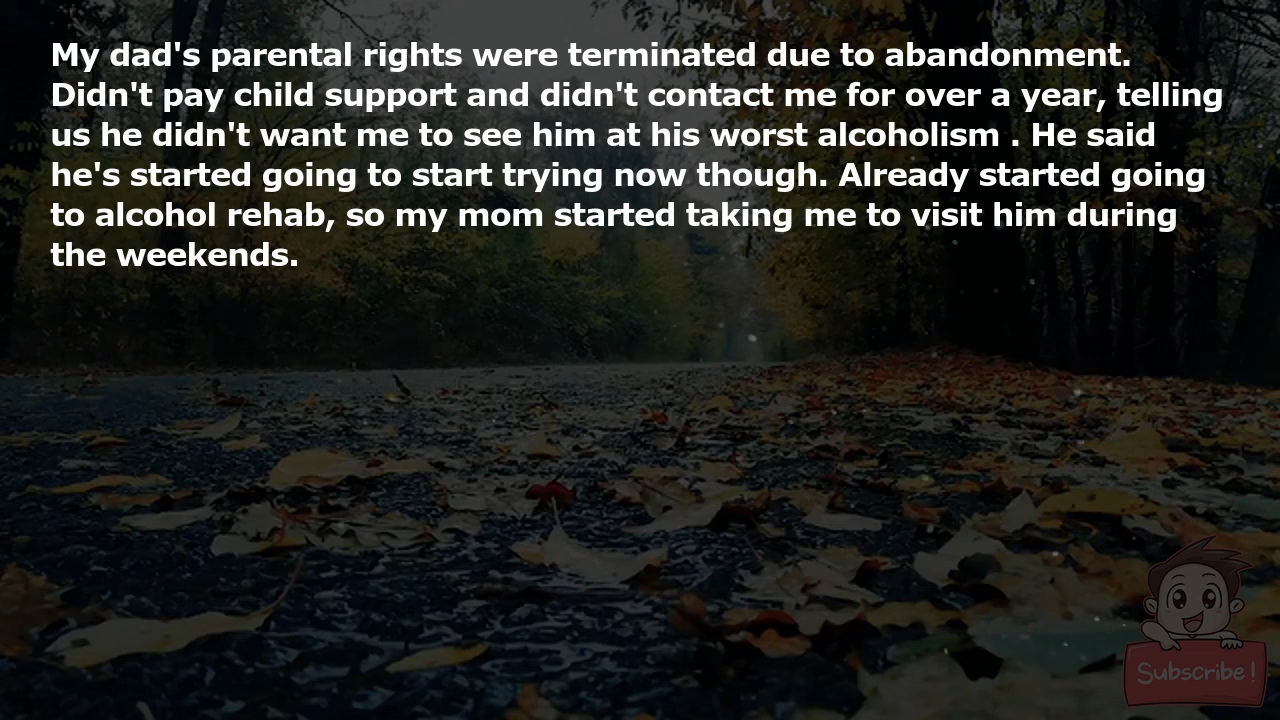 My dad's parental rights were terminated due to abandonment.
Didn't pay child support and didn't contact me for over a year, telling
us he didn't want me to see him at his worst alcoholism . He said
he's started going to start trying now though. Already started going
to alcohol rehab, so my mom started taking me to visit him during
the weekends.
Subscribe !